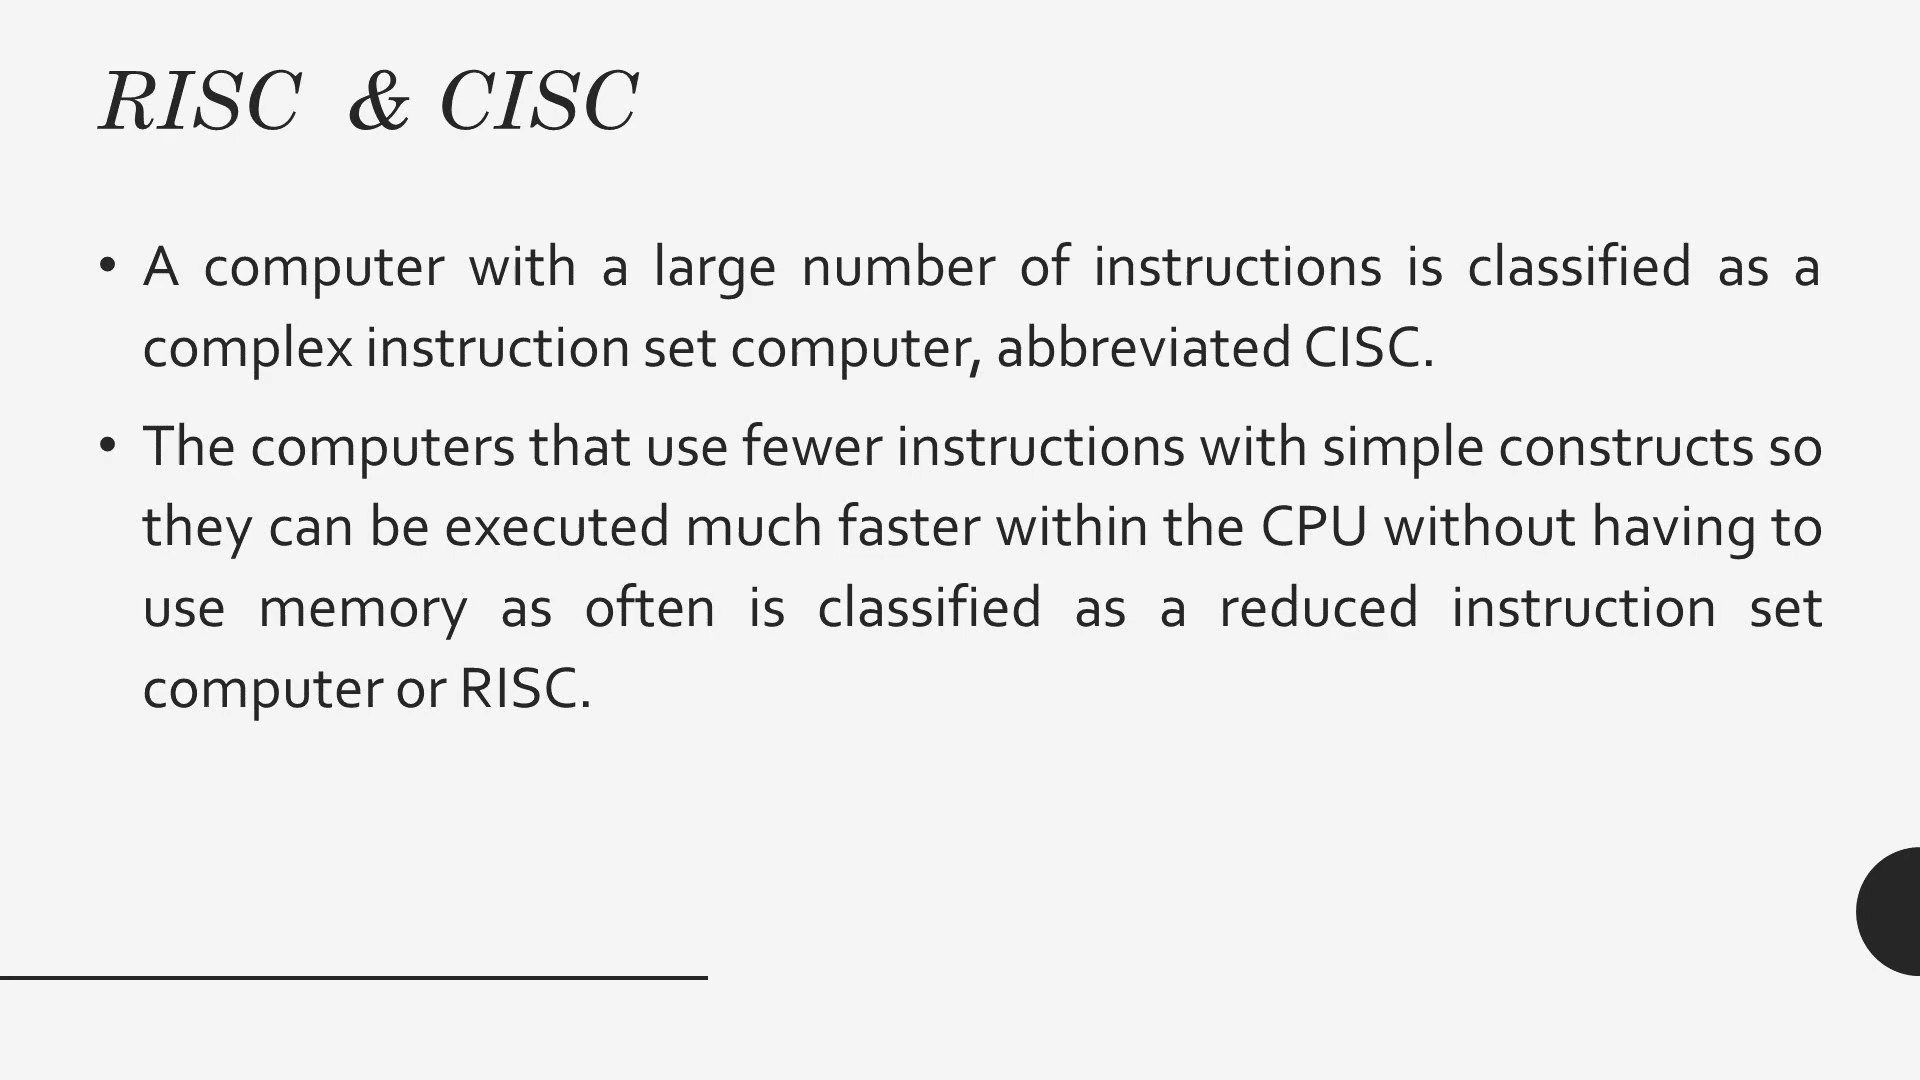 RISC & CISC
• A computer with a large number of instructions is classified as a
complex instruction set computer, abbreviated CISC.
• The computers that use fewer instructions with simple constructs so
they can be executed much faster within the CPU without having to
use memory as often is classified as a reduced instruction set
computer or RISC.